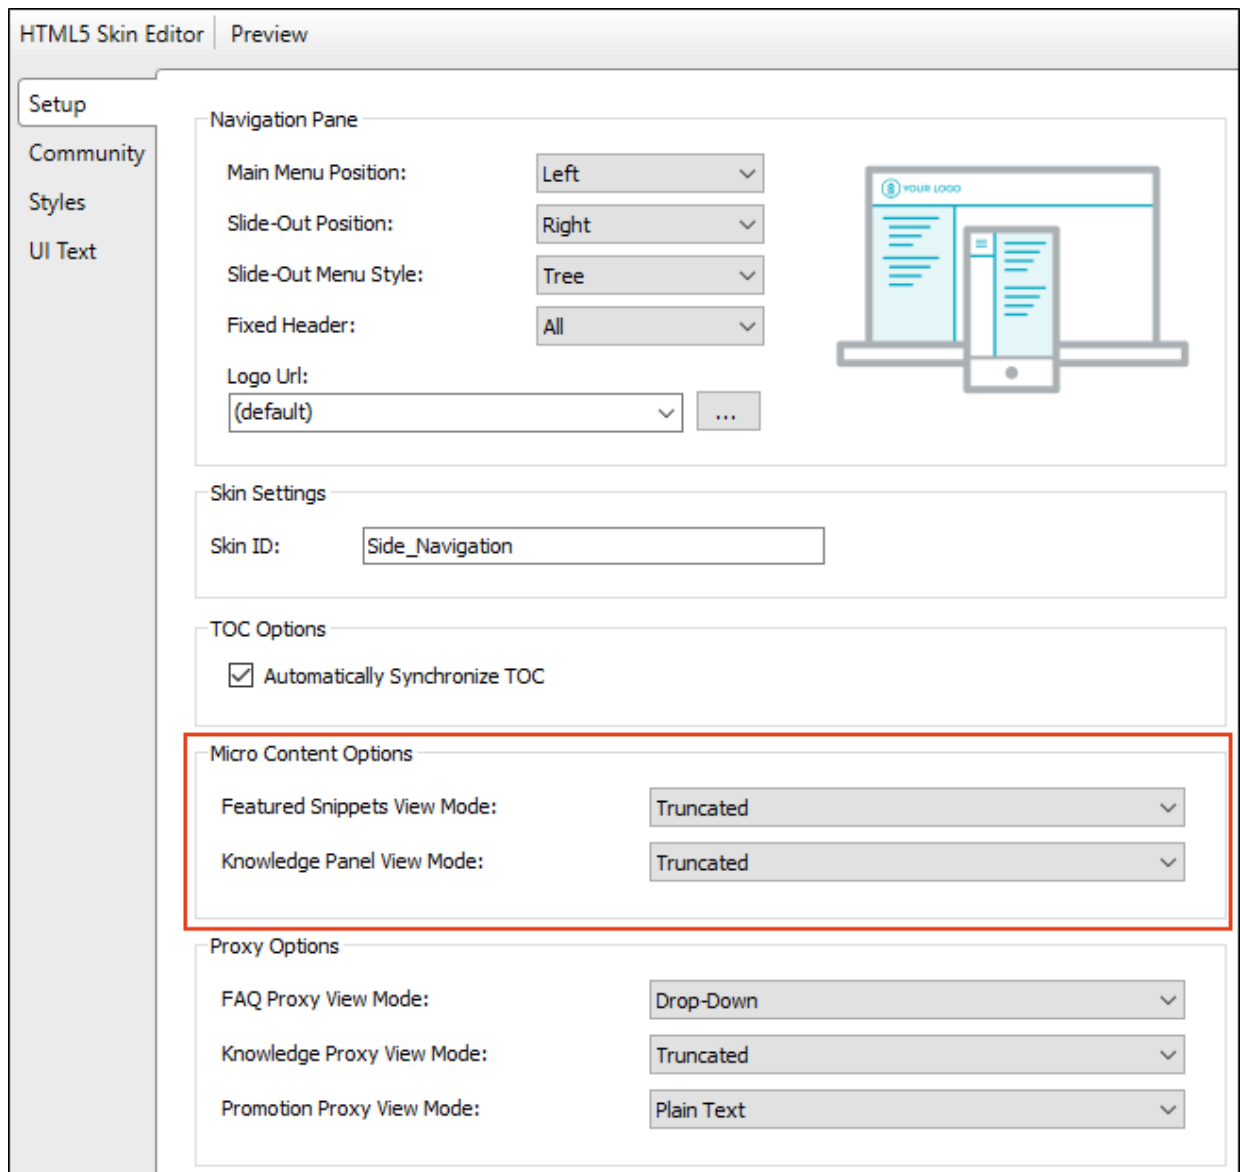 HTML5 Skin Editor Preview
Setup
Community
Styles
UI Text
Navigation Pane
Main Menu Position: Left
Slide-Out Position: Right
Slide-Out Menu Style: Tree
Fixed Header: All
Logo Url:
(default) ...
YOUR LOGO
Skin Settings
Skin ID: Side_Navigation
TOC Options
Automatically Synchronize TOC
Micro Content Options
Featured Snippets View Mode: Truncated
Knowledge Panel View Mode: Truncated
Proxy Options
FAQ Proxy View Mode: Drop-Down
Knowledge Proxy View Mode: Truncated
Promotion Proxy View Mode: Plain Text